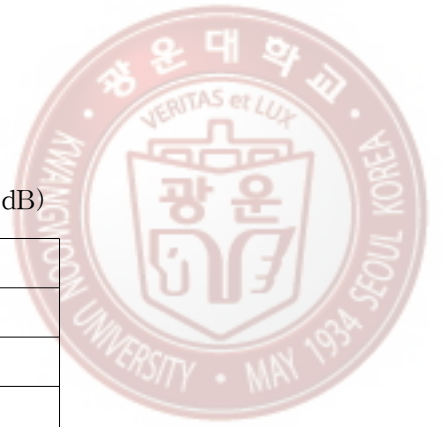 · 광운대학교 ·
VERITAS et LUX
광운
KWANGWOON UNIVERSITY • MAY 1934 SEOUL KOREA
dB)